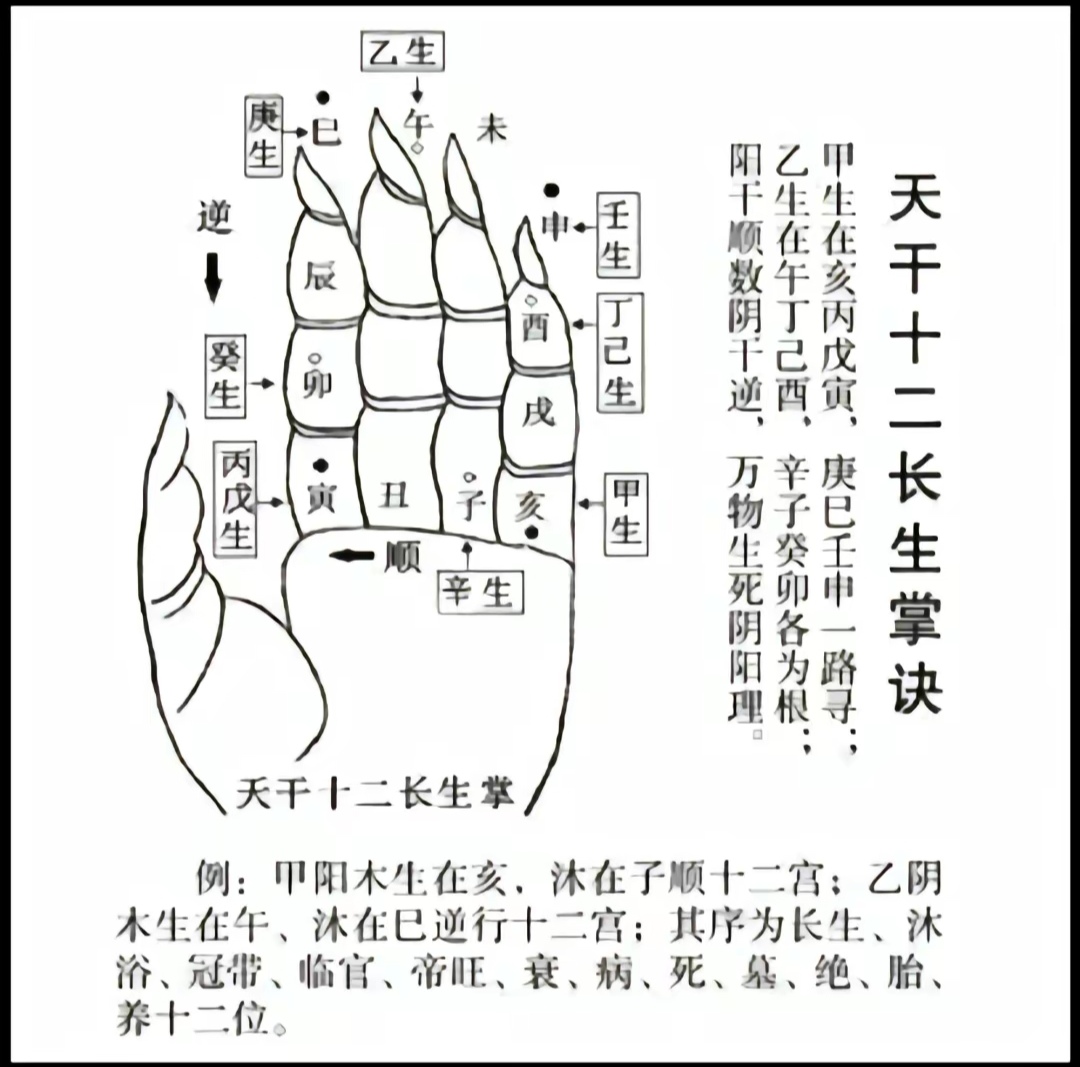 天干十二长生掌诀
甲生在亥丙戊寅，庚巳壬申一路寻；
乙生在午丁己酉，辛子癸卯各为根；
阳干顺数阴干逆，万物生死阴阳理。
乙生
庚生
巳
午
未
申
壬生
逆
辰
酉
丁己生
癸生
卯
戌
丙戊生
寅
丑
子
亥
甲生
顺
辛生
天干十二长生掌
例：甲阳木生在亥、沐在子顺十二宫；乙阴
木生在午、沐在巳逆行十二宫；其序为长生、沐
浴、冠带、临官、帝旺、衰、病、死、墓、绝、胎、
养十二位。